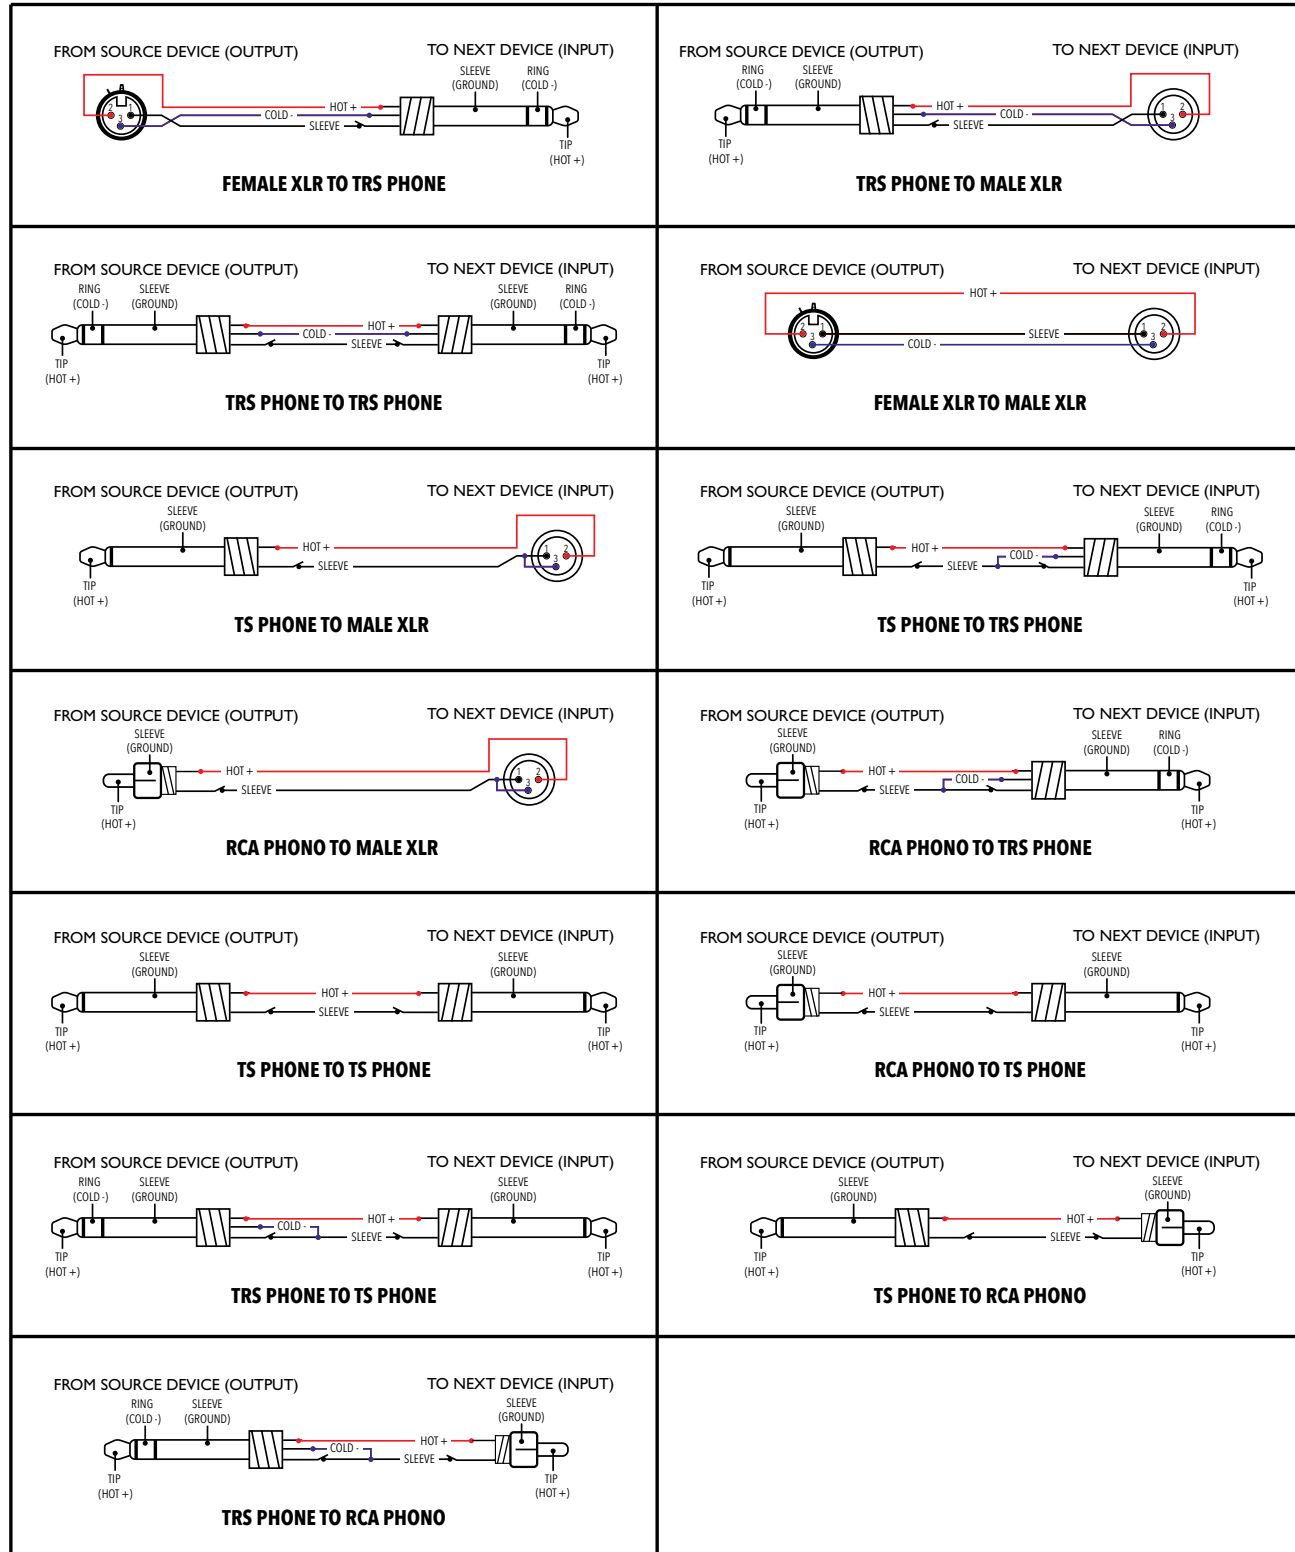 FROM SOURCE DEVICE (OUTPUT)
TO NEXT DEVICE (INPUT)
SLEEVE
(GROUND)
RING
(COLD -)
2
1
3
HOT +
COLD -
SLEEVE
TIP
(HOT +)
FEMALE XLR TO TRS PHONE
FROM SOURCE DEVICE (OUTPUT)
TO NEXT DEVICE (INPUT)
RING
(COLD -)
SLEEVE
(GROUND)
HOT +
COLD -
SLEEVE
1
2
3
TIP
(HOT +)
TRS PHONE TO MALE XLR
FROM SOURCE DEVICE (OUTPUT)
TO NEXT DEVICE (INPUT)
RING
(COLD -)
SLEEVE
(GROUND)
SLEEVE
(GROUND)
RING
(COLD -)
HOT +
COLD -
SLEEVE
TIP
(HOT +)
TIP
(HOT +)
TRS PHONE TO TRS PHONE
FROM SOURCE DEVICE (OUTPUT)
TO NEXT DEVICE (INPUT)
HOT +
2
1
3
SLEEVE
COLD -
1
2
3
FEMALE XLR TO MALE XLR
FROM SOURCE DEVICE (OUTPUT)
TO NEXT DEVICE (INPUT)
SLEEVE
(GROUND)
HOT +
SLEEVE
1
2
3
TIP
(HOT +)
TS PHONE TO MALE XLR
FROM SOURCE DEVICE (OUTPUT)
TO NEXT DEVICE (INPUT)
SLEEVE
(GROUND)
SLEEVE
(GROUND)
RING
(COLD -)
HOT +
COLD -
SLEEVE
TIP
(HOT +)
TIP
(HOT +)
TS PHONE TO TRS PHONE
FROM SOURCE DEVICE (OUTPUT)
TO NEXT DEVICE (INPUT)
SLEEVE
(GROUND)
HOT +
SLEEVE
1
2
3
TIP
(HOT +)
RCA PHONO TO MALE XLR
FROM SOURCE DEVICE (OUTPUT)
TO NEXT DEVICE (INPUT)
SLEEVE
(GROUND)
SLEEVE
(GROUND)
RING
(COLD -)
HOT +
COLD -
SLEEVE
TIP
(HOT +)
TIP
(HOT +)
RCA PHONO TO TRS PHONE
FROM SOURCE DEVICE (OUTPUT)
TO NEXT DEVICE (INPUT)
SLEEVE
(GROUND)
SLEEVE
(GROUND)
HOT +
SLEEVE
TIP
(HOT +)
TIP
(HOT +)
TS PHONE TO TS PHONE
FROM SOURCE DEVICE (OUTPUT)
TO NEXT DEVICE (INPUT)
SLEEVE
(GROUND)
SLEEVE
(GROUND)
HOT +
SLEEVE
TIP
(HOT +)
TIP
(HOT +)
RCA PHONO TO TS PHONE
FROM SOURCE DEVICE (OUTPUT)
TO NEXT DEVICE (INPUT)
RING
(COLD -)
SLEEVE
(GROUND)
SLEEVE
(GROUND)
HOT +
COLD -
SLEEVE
TIP
(HOT +)
TIP
(HOT +)
TRS PHONE TO TS PHONE
FROM SOURCE DEVICE (OUTPUT)
TO NEXT DEVICE (INPUT)
SLEEVE
(GROUND)
SLEEVE
(GROUND)
HOT +
SLEEVE
TIP
(HOT +)
TIP
(HOT +)
TS PHONE TO RCA PHONO
FROM SOURCE DEVICE (OUTPUT)
TO NEXT DEVICE (INPUT)
RING
(COLD -)
SLEEVE
(GROUND)
SLEEVE
(GROUND)
HOT +
COLD -
SLEEVE
TIP
(HOT +)
TIP
(HOT +)
TRS PHONE TO RCA PHONO